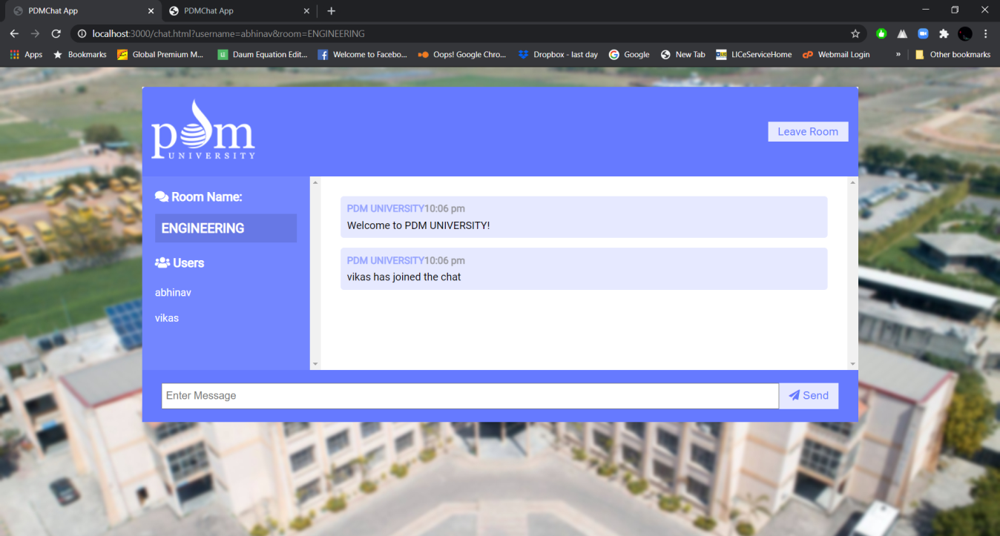 PDMChat App
PDMChat App
localhost:3000/chat.html?username=abhinav&room=ENGINEERING
Apps Bookmarks Global Premium M... Daum Equation Edit... Welcome to Facebo... Oops! Google Chro... Dropbox - last day Google New Tab LICeServiceHome Webmail Login » Other bookmarks
pdm
UNIVERSITY
Leave Room
Room Name:
ENGINEERING
Users
abhinav
vikas
PDM UNIVERSITY10:06 pm
Welcome to PDM UNIVERSITY!
PDM UNIVERSITY10:06 pm
vikas has joined the chat
Enter Message
Send